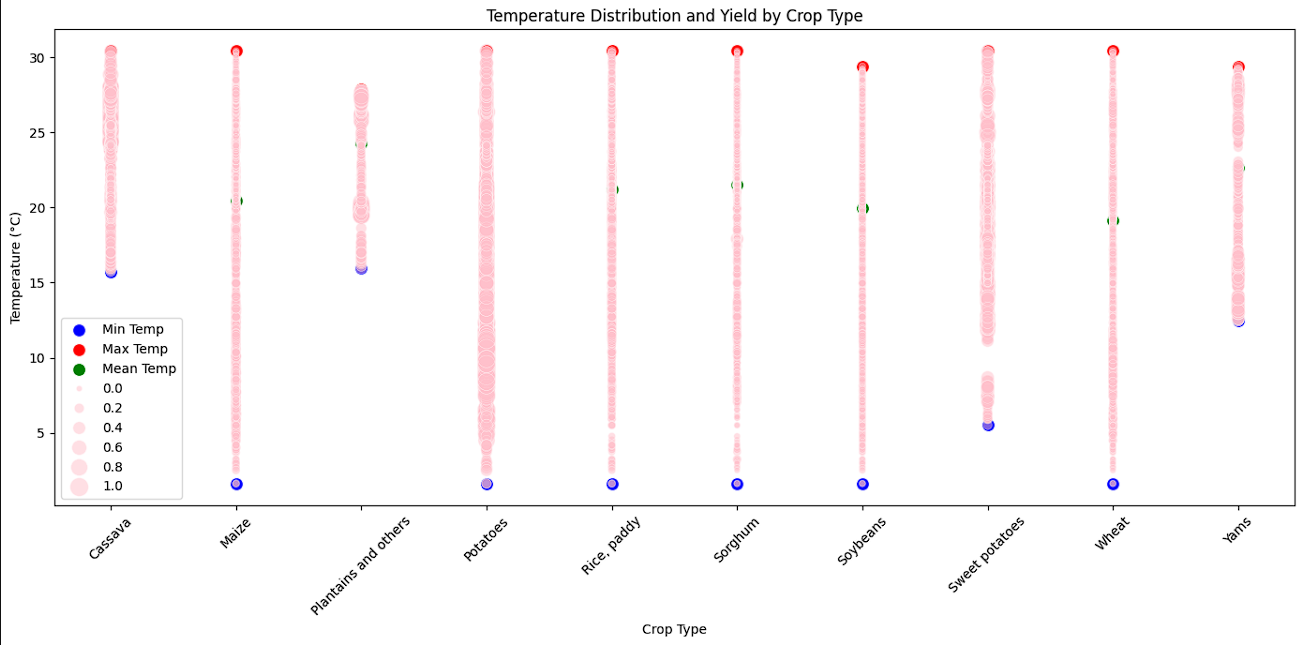 Temperature Distribution and Yield by Crop Type
Temperature (°C)
30
25
20
15
10
5
Min Temp
Max Temp
Mean Temp
0.0
0.2
0.4
0.6
0.8
1.0
Cassava
Maize
Plantains and others
Potatoes
Rice, paddy
Sorghum
Soybeans
Sweet potatoes
Wheat
Yams
Crop Type